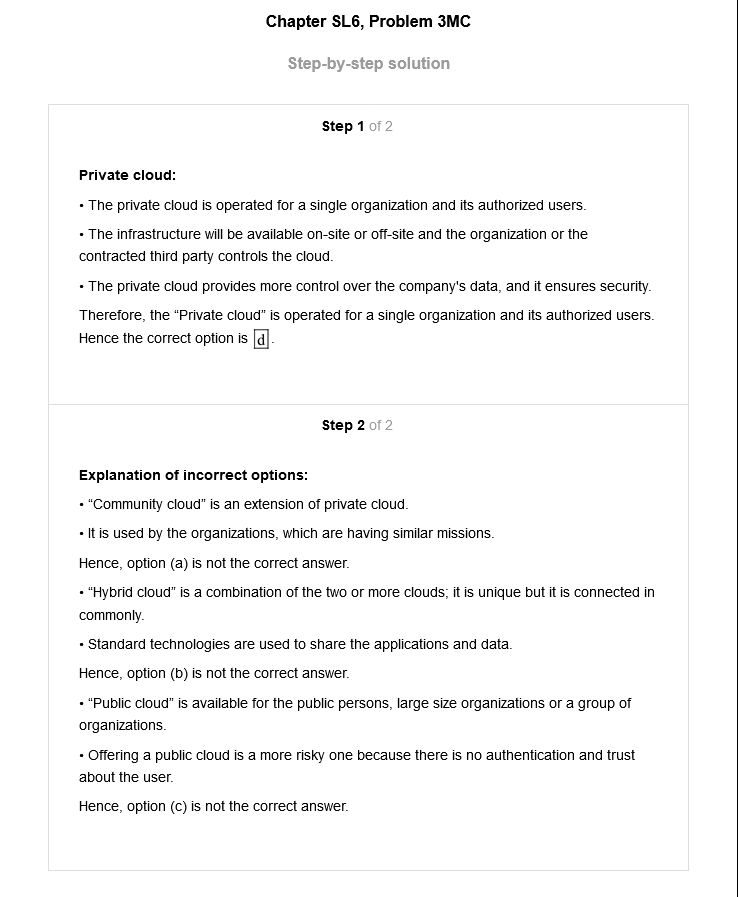 Chapter SL6, Problem 3MC
Step-by-step solution
Step 1 of 2
Private cloud:
• The private cloud is operated for a single organization and its authorized users.
• The infrastructure will be available on-site or off-site and the organization or the
contracted third party controls the cloud.
• The private cloud provides more control over the company's data, and it ensures security.
Therefore, the “Private cloud” is operated for a single organization and its authorized users.
Hence the correct option is d.
Step 2 of 2
Explanation of incorrect options:
• “Community cloud” is an extension of private cloud.
• It is used by the organizations, which are having similar missions.
Hence, option (a) is not the correct answer.
• “Hybrid cloud” is a combination of the two or more clouds; it is unique but it is connected in
commonly.
• Standard technologies are used to share the applications and data.
Hence, option (b) is not the correct answer.
• “Public cloud” is available for the public persons, large size organizations or a group of
organizations.
• Offering a public cloud is a more risky one because there is no authentication and trust
about the user.
Hence, option (c) is not the correct answer.